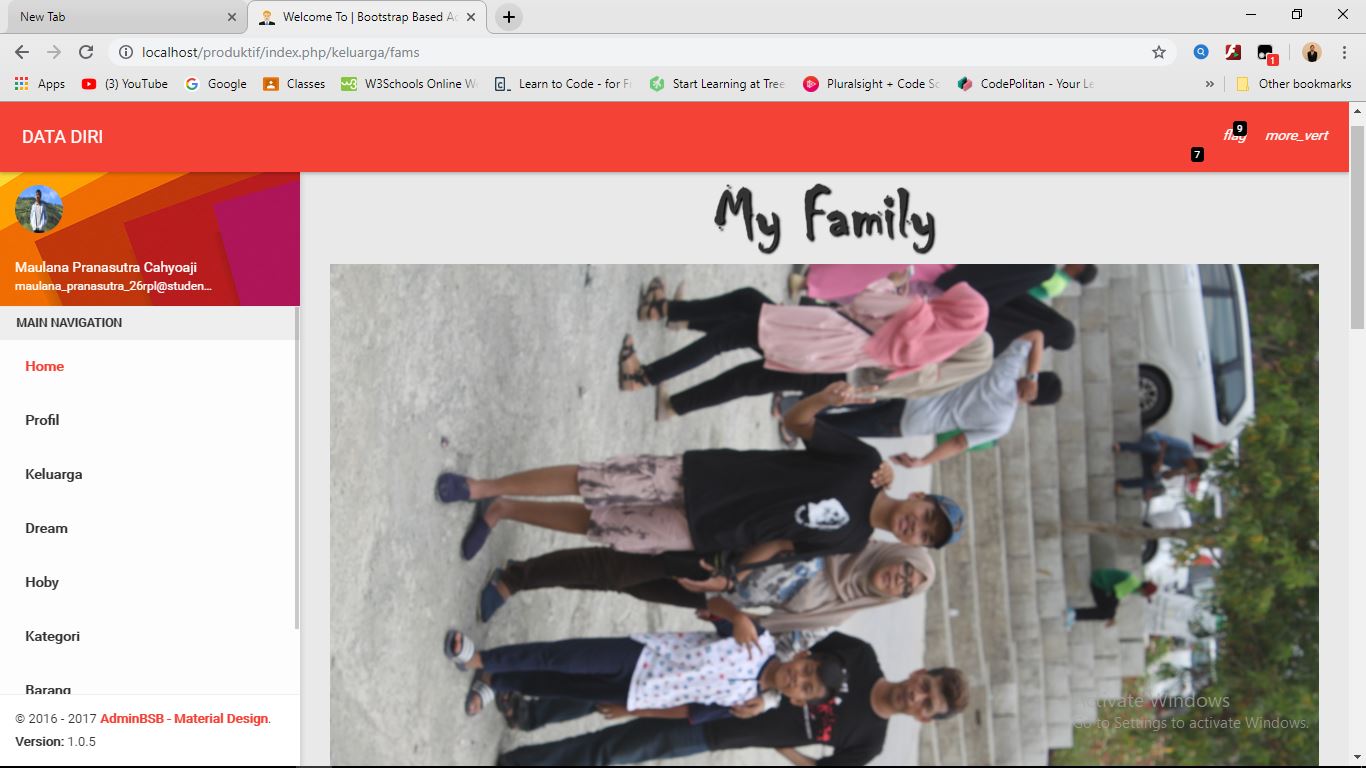 New Tab
Welcome To | Bootstrap Based Ad
localhost/produktif/index.php/keluarga/fams
1
Apps (3) YouTube Google Classes W3Schools Online W Learn to Code - for F Start Learning at Tree Pluralsight + Code Sc CodePolitan - Your Le » Other bookmarks
DATA DIRI
flag 9 more_vert
7
My Family
Maulana Pranasutra Cahyoaji
maulana_pranasutra_26rpl@studen...
MAIN NAVIGATION
Home
Profil
Keluarga
Dream
Hoby
Kategori
Barang
© 2016 - 2017 AdminBSB - Material Design.
Version: 1.0.5
Activate Windows
Go to Settings to activate Windows.